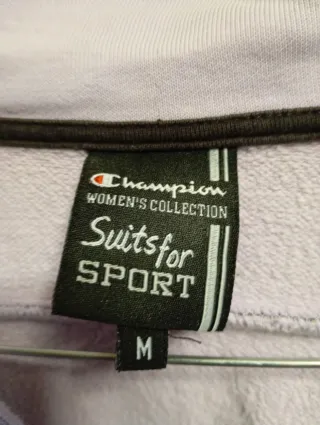 Champion
WOMEN'S COLLECTION
Suits for
SPORT
M